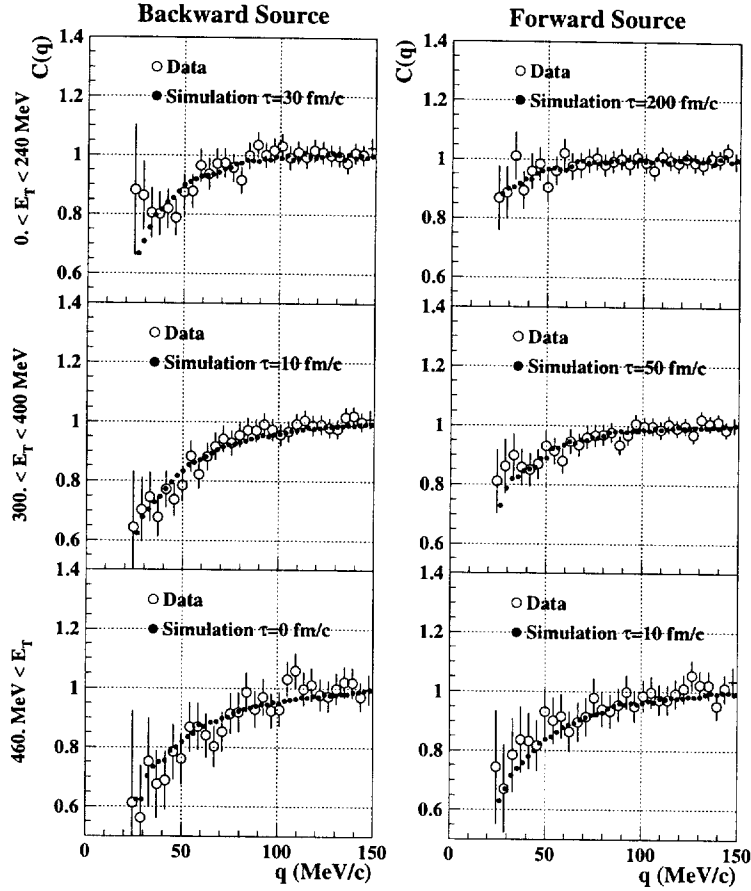 Backward Source
Forward Source
C(q)
1.4
1.2
1
0.8
0.6
0. < E_T < 240 MeV
Data
Simulation τ=30 fm/c
C(q)
1.4
1.2
1
0.8
0.6
Data
Simulation τ=200 fm/c
1.4
1.2
1
0.8
0.6
300. < E_T < 400 MeV
Data
Simulation τ=10 fm/c
1.4
1.2
1
0.8
0.6
Data
Simulation τ=50 fm/c
1.4
1.2
1
0.8
0.6
460. MeV < E_T
Data
Simulation τ=0 fm/c
1.4
1.2
1
0.8
0.6
Data
Simulation τ=10 fm/c
0 50 100 150
q (MeV/c)
0 50 100 150
q (MeV/c)